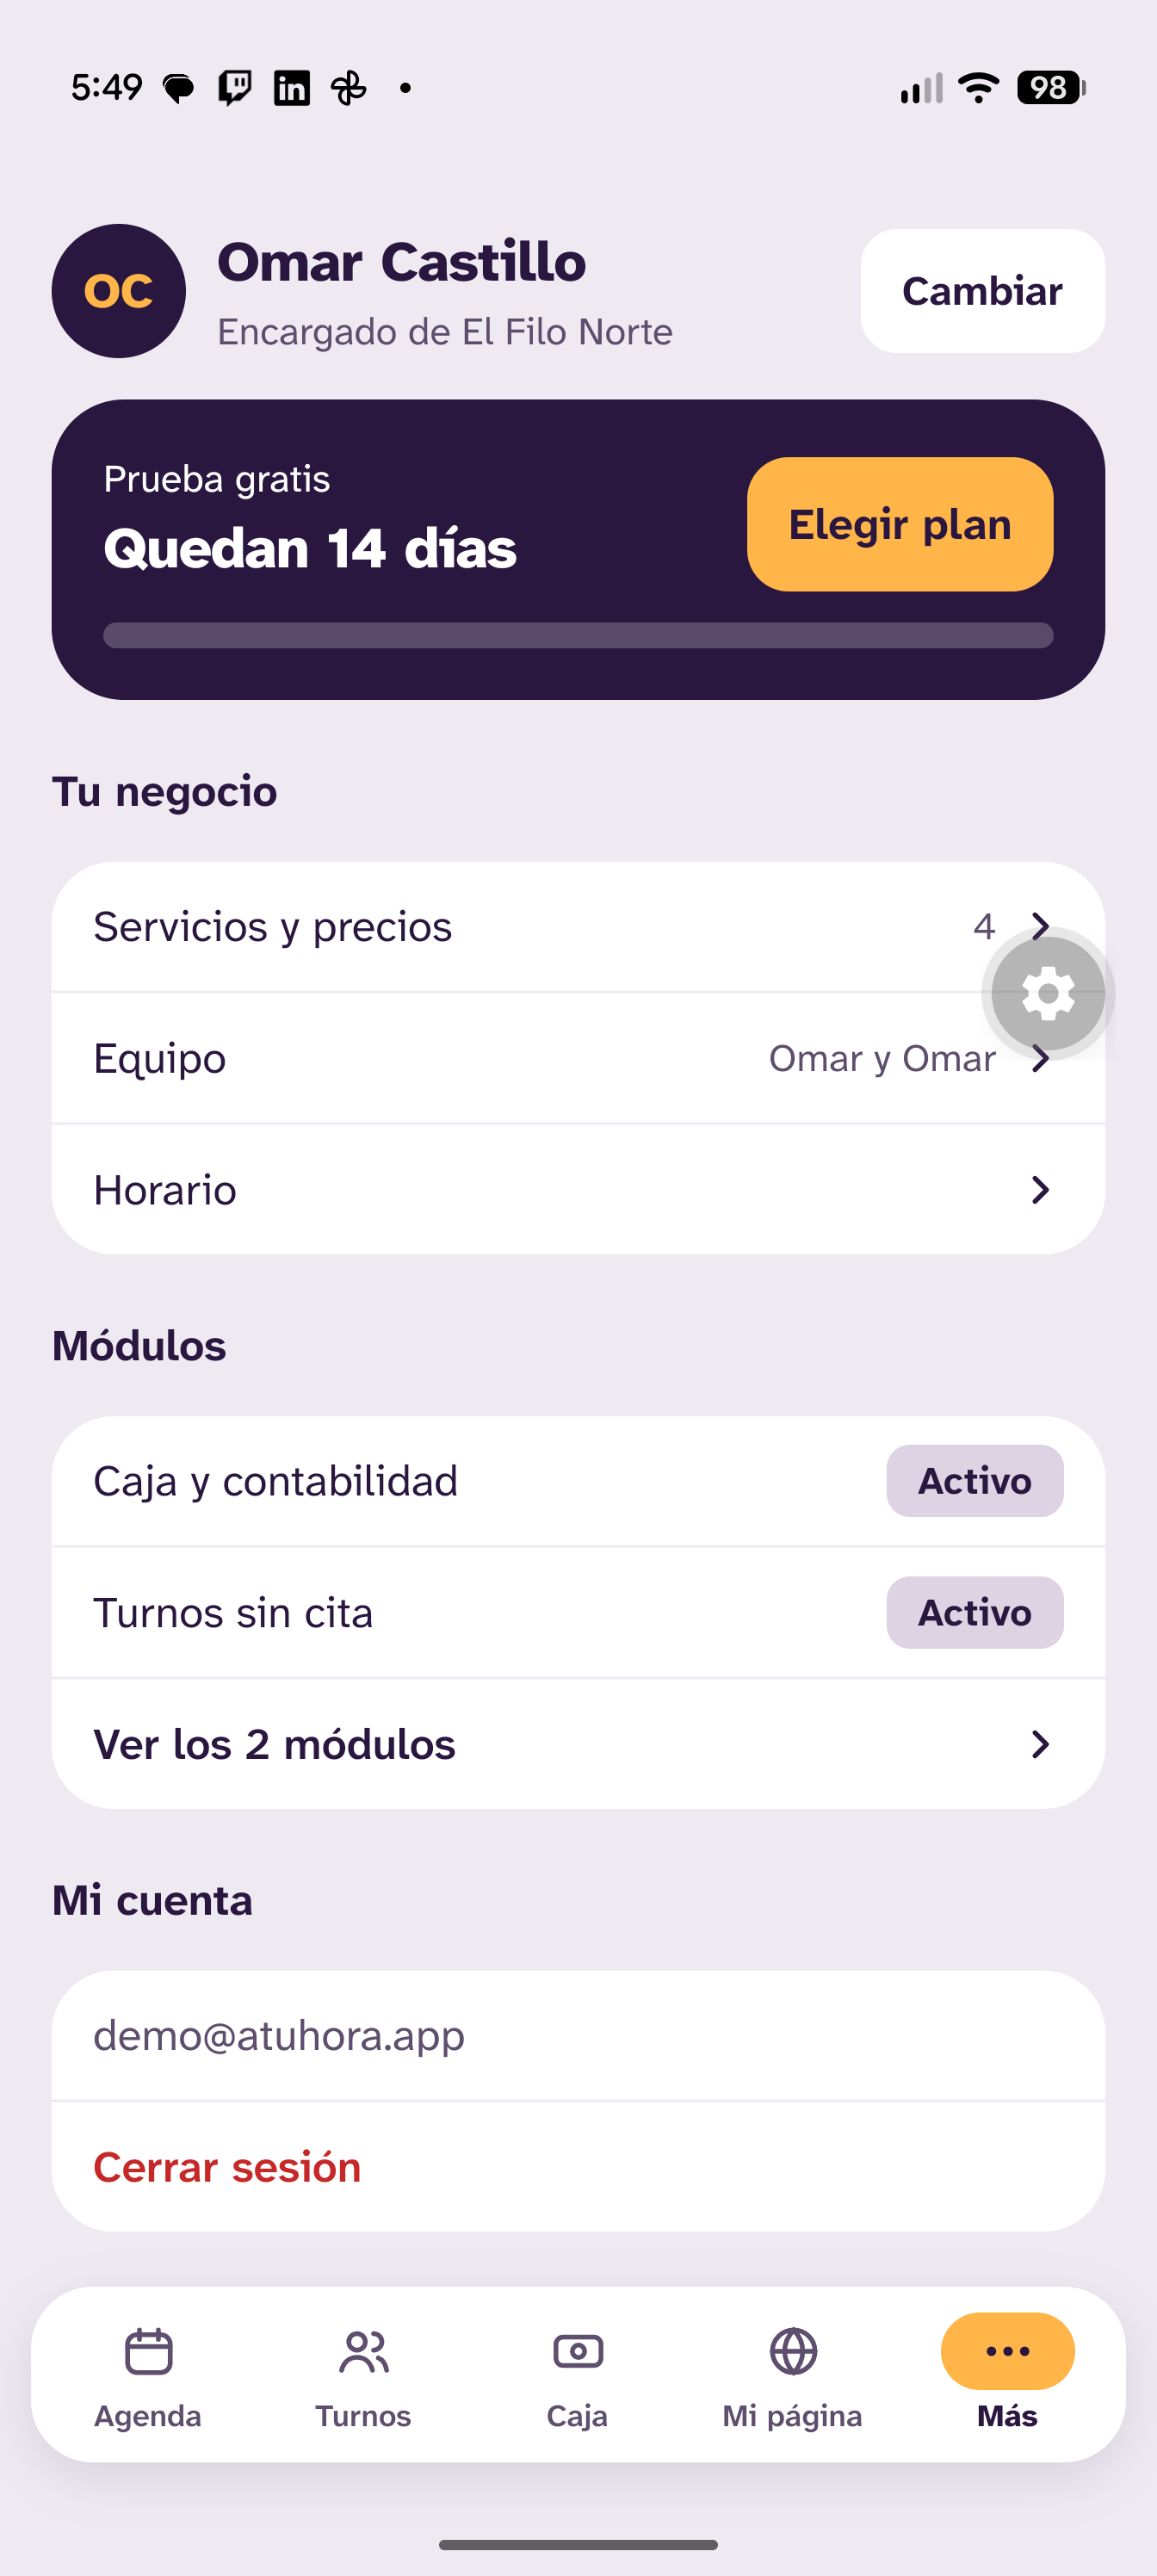 5:49
98
OC
Omar Castillo
Encargado de El Filo Norte
Cambiar
Prueba gratis
Quedan 14 días
Elegir plan
Tu negocio
Servicios y precios 4
Equipo Omar y Omar
Horario
Módulos
Caja y contabilidad Activo
Turnos sin cita Activo
Ver los 2 módulos
Mi cuenta
demo@atuhora.app
Cerrar sesión
Agenda Turnos Caja Mi página Más